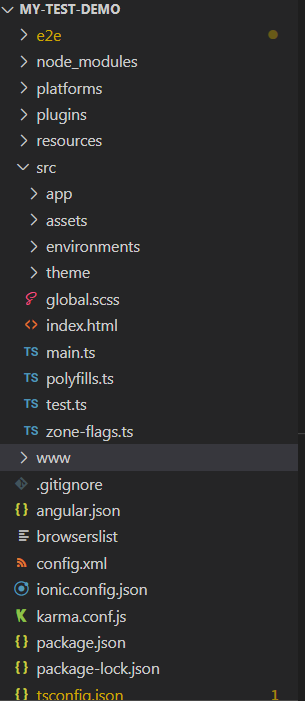 MY-TEST-DEMO
e2e
node_modules
platforms
plugins
resources
src
app
assets
environments
theme
global.scss
<> index.html
TS main.ts
TS polyfills.ts
TS test.ts
TS zone-flags.ts
www
.gitignore
{} angular.json
browserslist
config.xml
ionic.config.json
karma.conf.js
{} package.json
{} package-lock.json
{} tsconfig.json 1